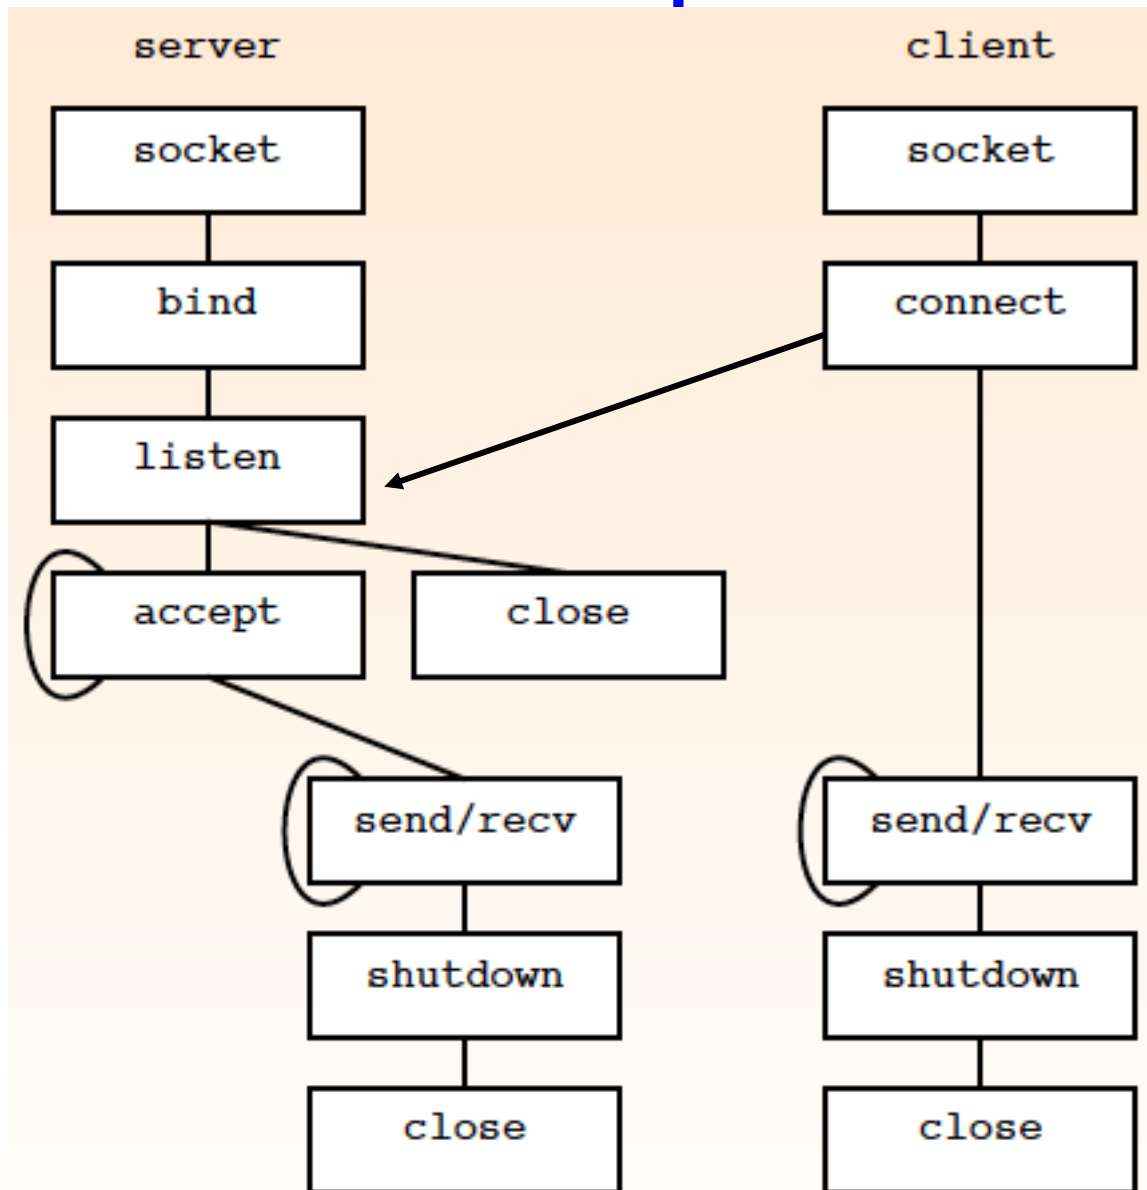 server
client
socket
socket
bind
connect
listen
accept
close
send/recv
send/recv
shutdown
shutdown
close
close